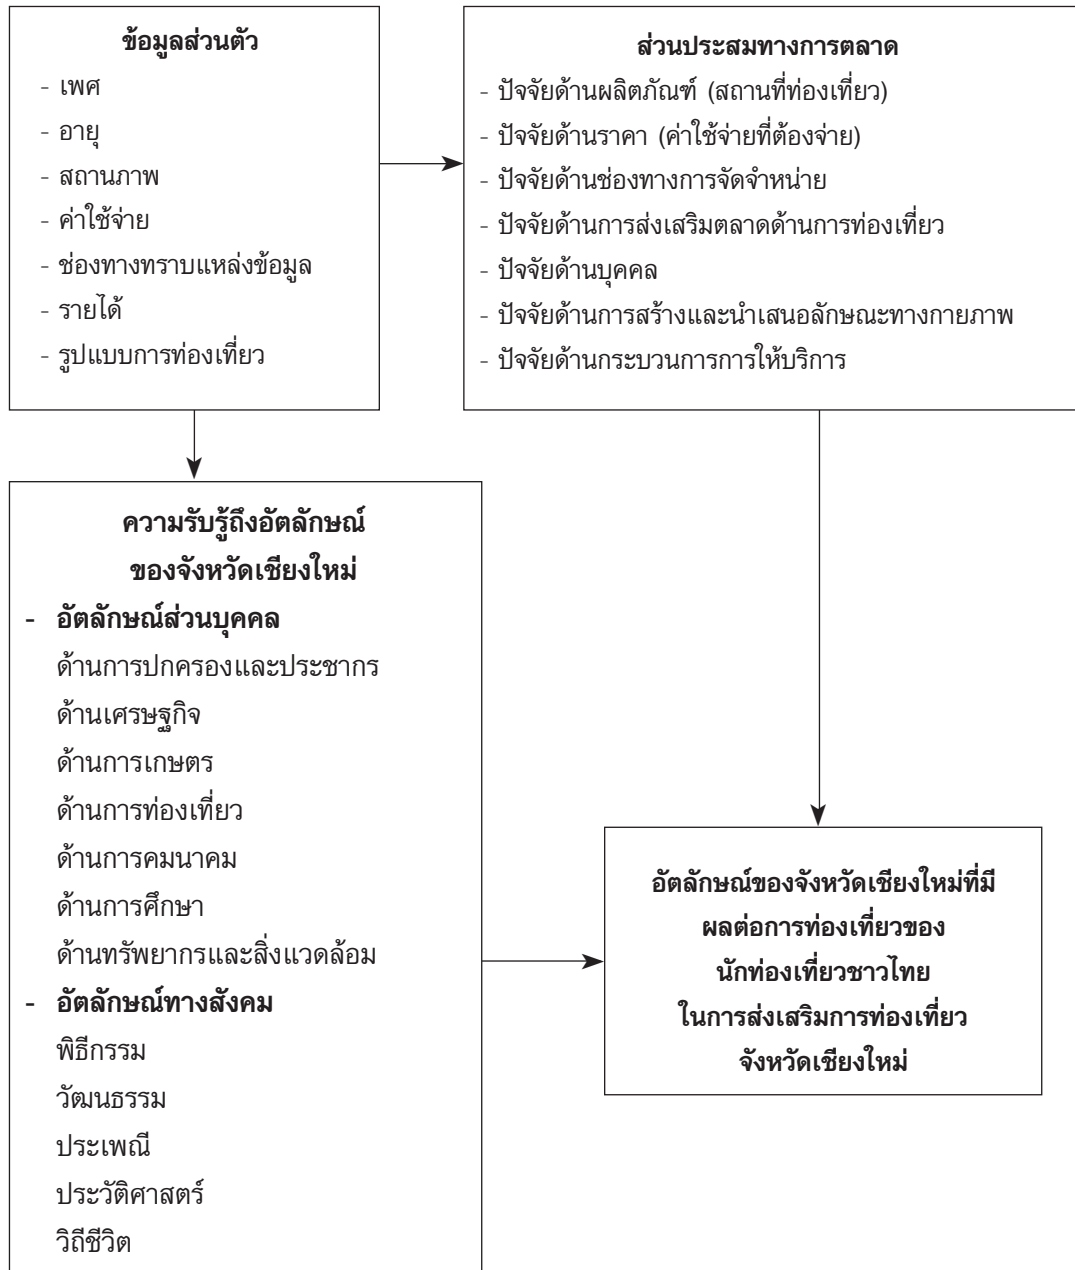 ข้อมูลส่วนตัว
- เพศ
- อายุ
- สถานภาพ
- ค่าใช้จ่าย
- ช่องทางทราบแหล่งข้อมูล
- รายได้
- รูปแบบการท่องเที่ยว
ส่วนประสมทางการตลาด
- ปัจจัยด้านผลิตภัณฑ์ (สถานที่ท่องเที่ยว)
- ปัจจัยด้านราคา (ค่าใช้จ่ายที่ต้องจ่าย)
- ปัจจัยด้านช่องทางการจัดจำหน่าย
- ปัจจัยด้านการส่งเสริมตลาดด้านการท่องเที่ยว
- ปัจจัยด้านบุคคล
- ปัจจัยด้านการสร้างและนำเสนอลักษณะทางกายภาพ
- ปัจจัยด้านกระบวนการการให้บริการ
ความรับรู้ถึงอัตลักษณ์
ของจังหวัดเชียงใหม่
- อัตลักษณ์ส่วนบุคคล
ด้านการปกครองและประชากร
ด้านเศรษฐกิจ
ด้านการเกษตร
ด้านการท่องเที่ยว
ด้านการคมนาคม
ด้านการศึกษา
ด้านทรัพยากรและสิ่งแวดล้อม
- อัตลักษณ์ทางสังคม
พิธีกรรม
วัฒนธรรม
ประเพณี
ประวัติศาสตร์
วิถีชีวิต
อัตลักษณ์ของจังหวัดเชียงใหม่ที่มี
ผลต่อการท่องเที่ยวของ
นักท่องเที่ยวชาวไทย
ในการส่งเสริมการท่องเที่ยว
จังหวัดเชียงใหม่